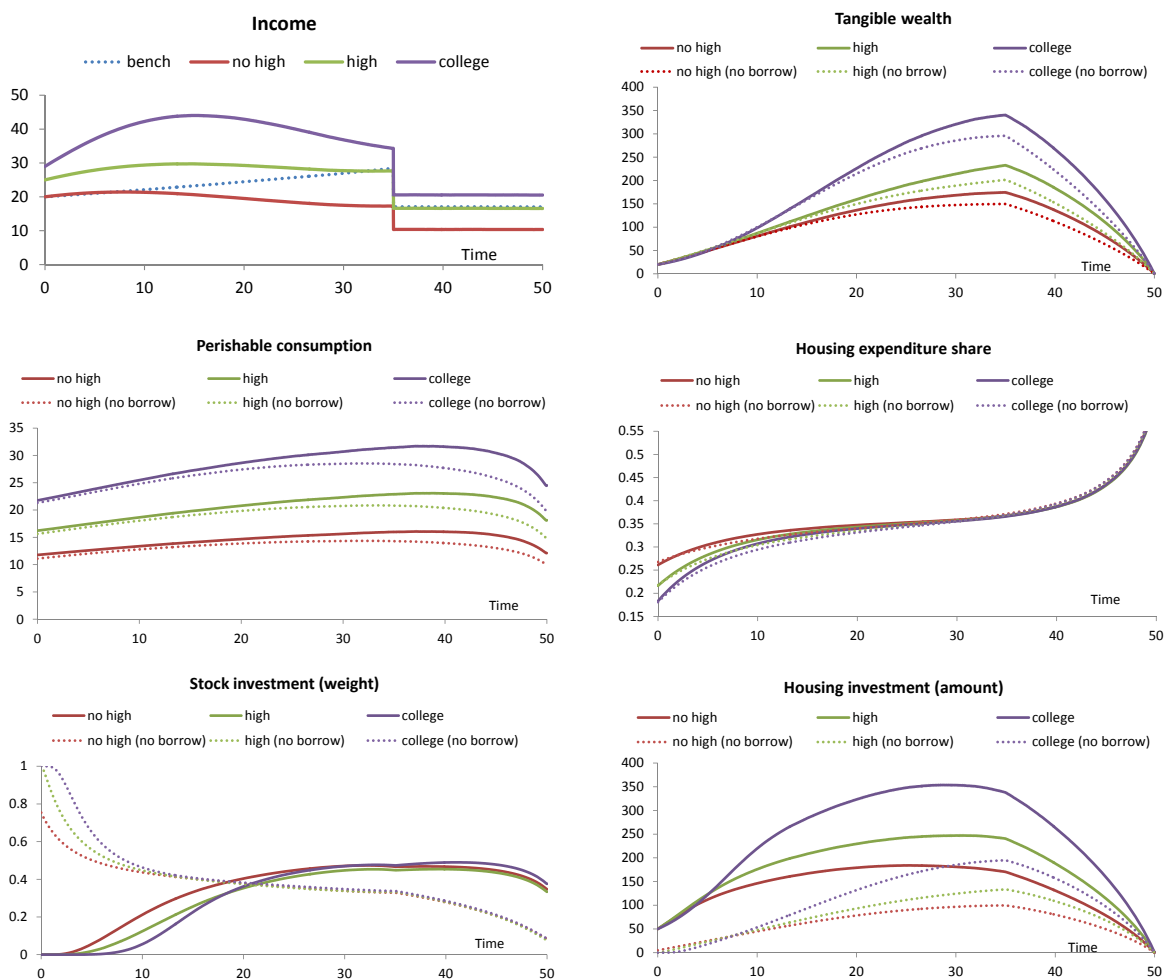 Income
bench no high high college
50
40
30
20
10
0
Time
0 10 20 30 40 50
Tangible wealth
no high high college
no high (no borrow) high (no brrow) college (no borrow)
400
350
300
250
200
150
100
50
0
Time
0 10 20 30 40 50
Perishable consumption
no high high college
no high (no borrow) high (no borrow) college (no borrow)
35
30
25
20
15
10
5
0
Time
0 10 20 30 40 50
Housing expenditure share
no high high college
no high (no borrow) high (no borrow) college (no borrow)
0.55
0.5
0.45
0.4
0.35
0.3
0.25
0.2
0.15
Time
0 10 20 30 40 50
Stock investment (weight)
no high high college
no high (no borrow) high (no borrow) college (no borrow)
1
0.8
0.6
0.4
0.2
0
Time
0 10 20 30 40 50
Housing investment (amount)
no high high college
no high (no borrow) high (no borrow) college (no borrow)
400
350
300
250
200
150
100
50
0
Time
0 10 20 30 40 50